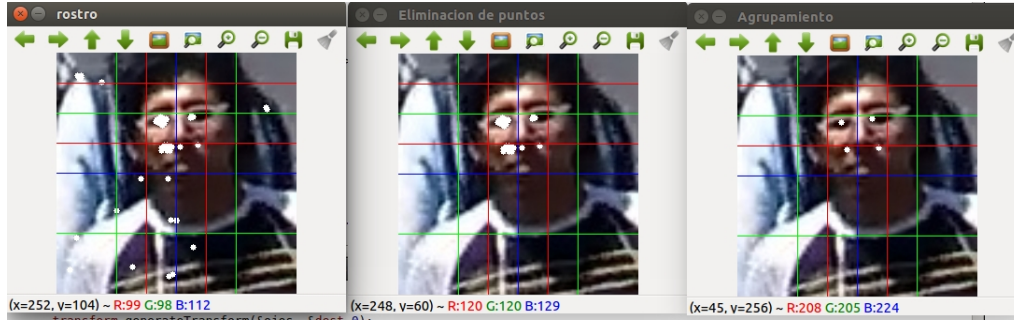 rostro
Eliminacion de puntos
Agrupamiento
(x=252, y=104) ~ R:99 G:98 B:112
(x=248, y=60) ~ R:120 G:120 B:129
(x=45, y=256) ~ R:208 G:205 B:224